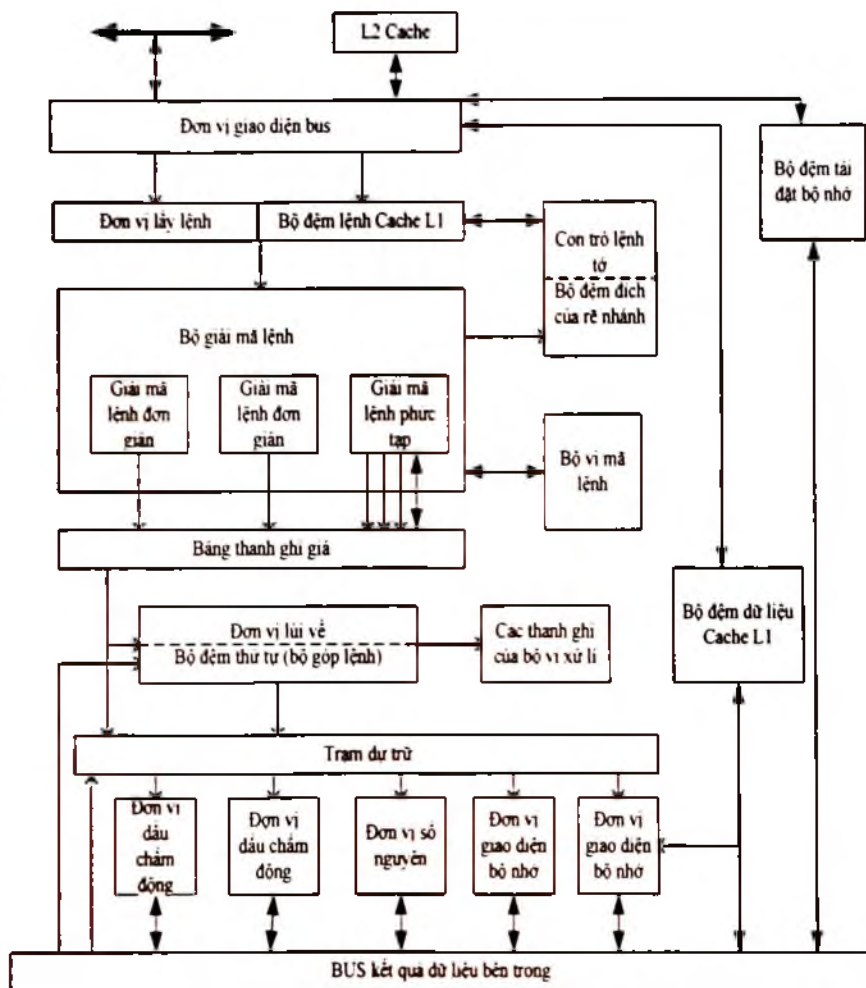 L2 Cache
Đơn vị giao diện bus
Bộ đệm tái
đặt bộ nhớ
Đơn vị lấy lệnh
Bộ đệm lệnh Cache L1
Con trỏ lệnh
tớ
Bộ đệm đích
của rẽ nhánh
Bộ giải mã lệnh
Giải mã
lệnh đơn
giản
Giải mã
lệnh đơn
giản
Giải mã
lệnh phức
tạp
Bộ vi mã
lệnh
Bảng thanh ghi giả
Bộ đệm dữ liệu
Cache L1
Đơn vị lùi về
Bộ đệm thứ tự (bộ góp lệnh)
Các thanh ghi
của bộ vi xử lí
Trạm dự trữ
Đơn vị
dấu chấm
động
Đơn vị
dấu chấm
động
Đơn vị số
nguyên
Đơn vị
giao diện
bộ nhớ
Đơn vị
giao diện
bộ nhớ
BUS kết quả dữ liệu bên trong